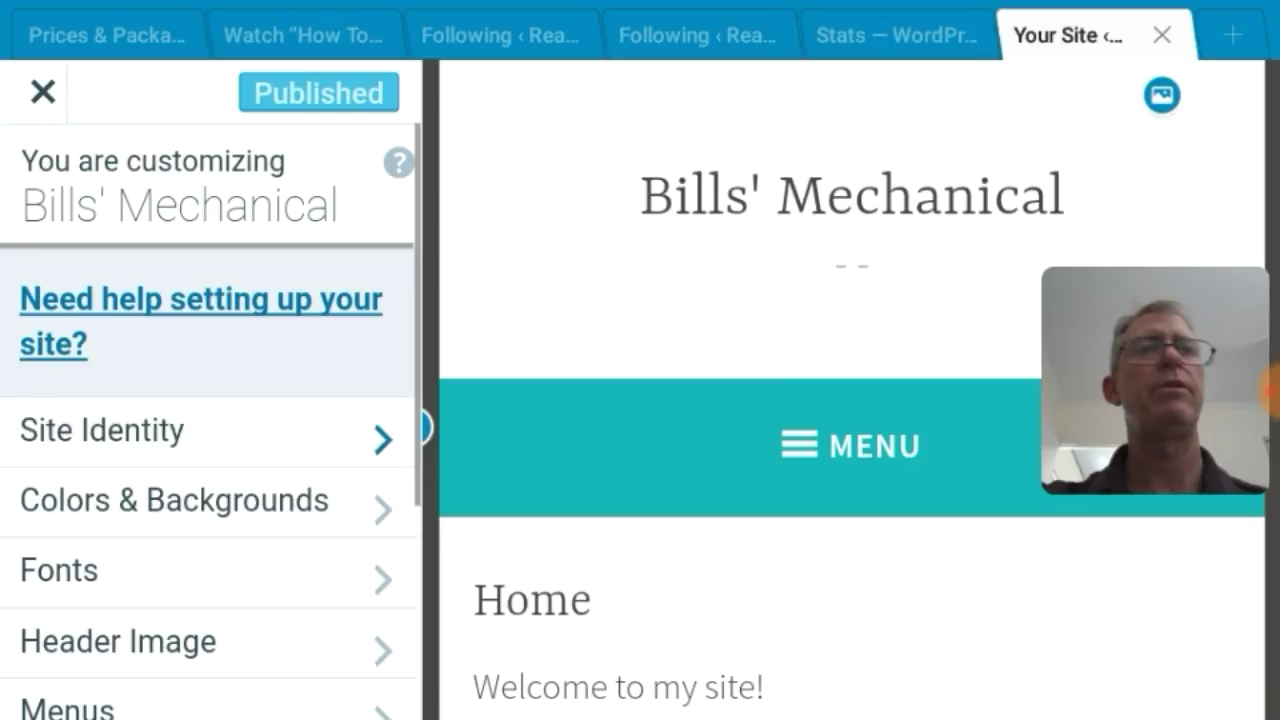 Prices & Packa...
Watch “How To...
Following ‹ Rea...
Following ‹ Rea...
Stats — WordPr...
Your Site ‹...
Published
You are customizing
Bills' Mechanical
Need help setting up your
site?
Site Identity
Colors & Backgrounds
Fonts
Header Image
Menus
Bills' Mechanical
- -
MENU
Home
Welcome to my site!